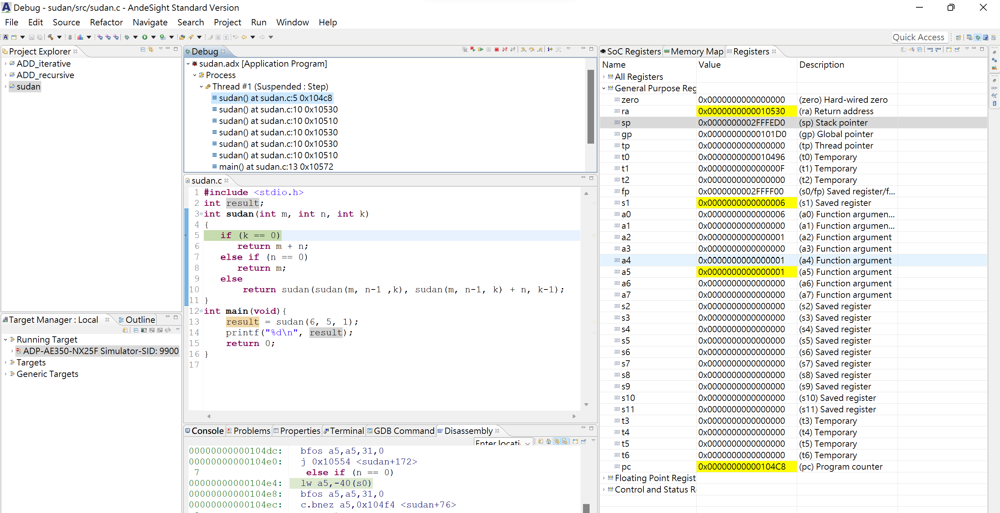 Debug - sudan/src/sudan.c - AndeSight Standard Version
File Edit Source Refactor Navigate Search Project Run Window Help
Quick Access
Project Explorer
ADD_iterative
ADD_recursive
sudan
Target Manager : Local
Outline
Running Target
ADP-AE350-NX25F Simulator-SID: 9900
Targets
Generic Targets
Debug
sudan.adx [Application Program]
Process
Thread #1 (Suspended : Step)
sudan() at sudan.c:5 0x104c8
sudan() at sudan.c:10 0x10530
sudan() at sudan.c:10 0x10510
sudan() at sudan.c:10 0x10530
sudan() at sudan.c:10 0x10530
sudan() at sudan.c:10 0x10510
main() at sudan.c:13 0x10572
sudan.c
1 #include <stdio.h>
2 int result;
3 int sudan(int m, int n, int k)
4 {
5 if (k == 0)
6 return m + n;
7 else if (n == 0)
8 return m;
9 else
10 return sudan(sudan(m, n-1 ,k), sudan(m, n-1, k) + n, k-1);
11 }
12 int main(void){
13 result = sudan(6, 5, 1);
14 printf("%d\n", result);
15 return 0;
16 }
17
Console Problems Properties Terminal GDB Command Disassembly
Enter locati
00000000000104dc: bfos a5,a5,31,0
00000000000104e0: j 0x10554 <sudan+172>
7 else if (n == 0)
00000000000104e4: lw a5,-40(s0)
00000000000104e8: bfos a5,a5,31,0
00000000000104ec: c.bnez a5,0x104f4 <sudan+76>
SoC Registers Memory Map Registers
Name Value Description
All Registers
General Purpose Reg
zero 0x0000000000000000 (zero) Hard-wired zero
ra 0x0000000000010530 (ra) Return address
sp 0x0000000002FFFED0 (sp) Stack pointer
gp 0x00000000000101D0 (gp) Global pointer
tp 0x0000000000000000 (tp) Thread pointer
t0 0x0000000000010496 (t0) Temporary
t1 0x000000000000000F (t1) Temporary
t2 0x0000000000000000 (t2) Temporary
fp 0x0000000002FFFF00 (s0/fp) Saved register/f...
s1 0x0000000000000006 (s1) Saved register
a0 0x0000000000000006 (a0) Function argumen...
a1 0x0000000000000000 (a1) Function argumen...
a2 0x0000000000000001 (a2) Function argument
a3 0x0000000000000000 (a3) Function argument
a4 0x0000000000000001 (a4) Function argument
a5 0x0000000000000001 (a5) Function argument
a6 0x0000000000000000 (a6) Function argument
a7 0x0000000000000000 (a7) Function argument
s2 0x0000000000000000 (s2) Saved register
s3 0x0000000000000000 (s3) Saved register
s4 0x0000000000000000 (s4) Saved register
s5 0x0000000000000000 (s5) Saved register
s6 0x0000000000000000 (s6) Saved register
s7 0x0000000000000000 (s7) Saved register
s8 0x0000000000000000 (s8) Saved register
s9 0x0000000000000000 (s9) Saved register
s10 0x0000000000000000 (s10) Saved register
s11 0x0000000000000000 (s11) Saved register
t3 0x0000000000000000 (t3) Temporary
t4 0x0000000000000000 (t4) Temporary
t5 0x0000000000000000 (t5) Temporary
t6 0x0000000000000000 (t6) Temporary
pc 0x00000000000104C8 (pc) Program counter
Floating Point Regist
Control and Status R